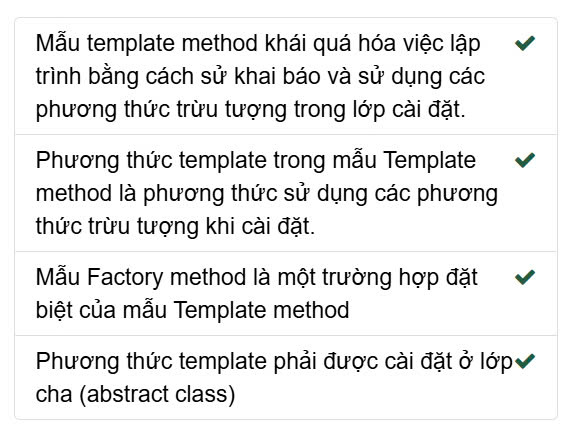 Mẫu template method khái quá hóa việc lập
trình bằng cách sử khai báo và sử dụng các
phương thức trừu tượng trong lớp cài đặt.
Phương thức template trong mẫu Template
method là phương thức sử dụng các phương
thức trừu tượng khi cài đặt.
Mẫu Factory method là một trường hợp đặt
biệt của mẫu Template method
Phương thức template phải được cài đặt ở lớp
cha (abstract class)